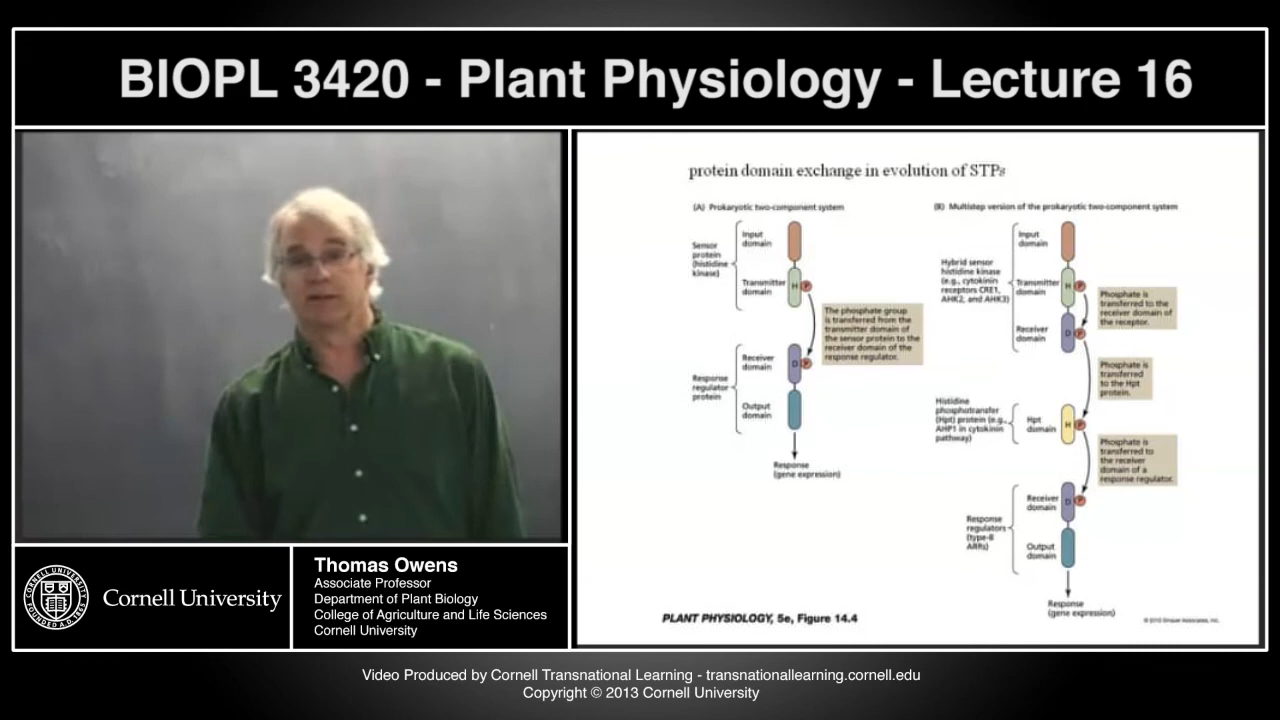 BIOPL 3420 - Plant Physiology - Lecture 16
protein domain exchange in evolution of STPs
(A) Prokaryotic two-component system
Sensor
protein
(histidine
kinase)
Input
domain
Transmitter
domain
H
P
The phosphate group
is transferred from the
transmitter domain of
the sensor protein to the
receiver domain of the
response regulator.
Response
regulator
protein
Receiver
domain
D
P
Output
domain
Response
(gene expression)
(B) Multistep version of the prokaryotic two-component system
Hybrid sensor
histidine kinase
(e.g., cytokinin
receptors CRE1,
AHK2, and AHK3)
Input
domain
Transmitter
domain
H
P
Phosphate is
transferred to the
receiver domain of
the receptor.
Receiver
domain
D
P
Phosphate is
transferred
to the Hpt
protein.
Histidine
phosphotransfer
(Hpt) protein (e.g.,
AHP1 in cytokinin
pathway)
Hpt
domain
H
P
Phosphate is
transferred to
the receiver
domain of a
response regulator.
Response
regulators
(type-B
ARRs)
Receiver
domain
D
P
Output
domain
Response
(gene expression)
PLANT PHYSIOLOGY, 5e, Figure 14.4
© 2010 Sinauer Associates, Inc.
CORNELL UNIVERSITY
FOUNDED A.D. 1865
Cornell University
Thomas Owens
Associate Professor
Department of Plant Biology
College of Agriculture and Life Sciences
Cornell University
Video Produced by Cornell Transnational Learning - transnationallearning.cornell.edu
Copyright © 2013 Cornell University